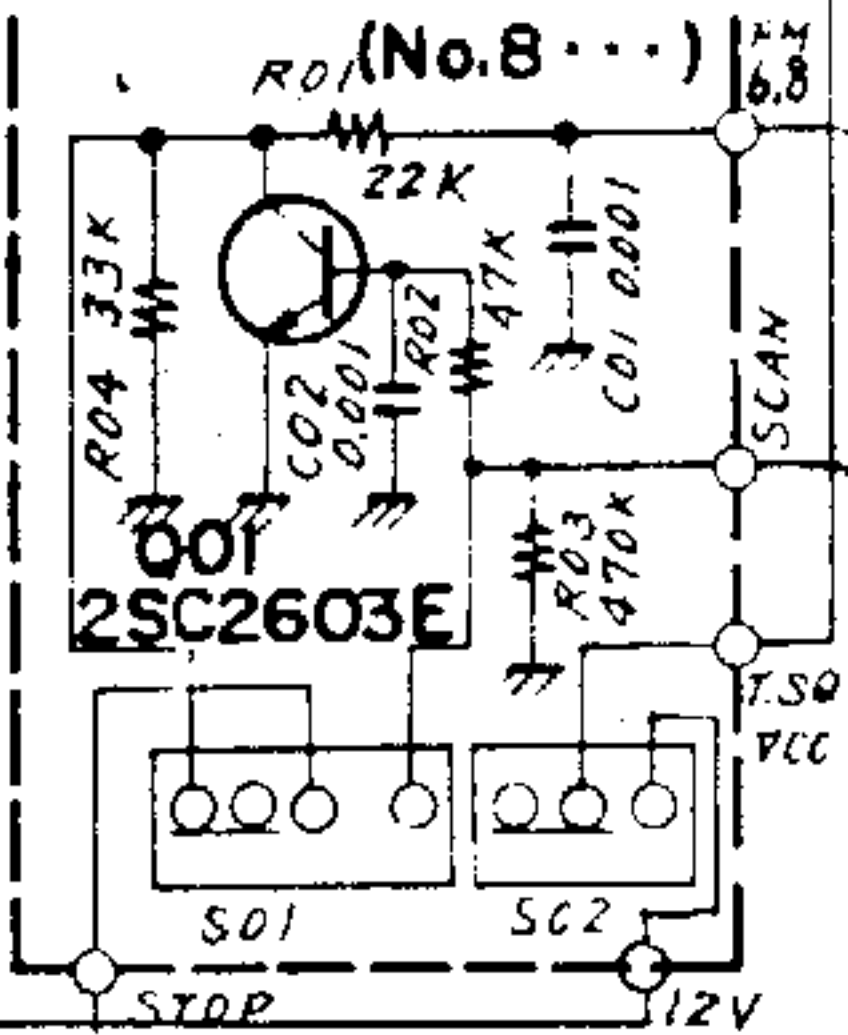 (No.8 ···)
FM
6.8
R01
22K
33K
R04
47K
R02
C01 0.001
C02
0.001
SCAN
R03
470K
Q01
2SC2603E
T.SQ
VCC
S01
SC2
STOP
12V